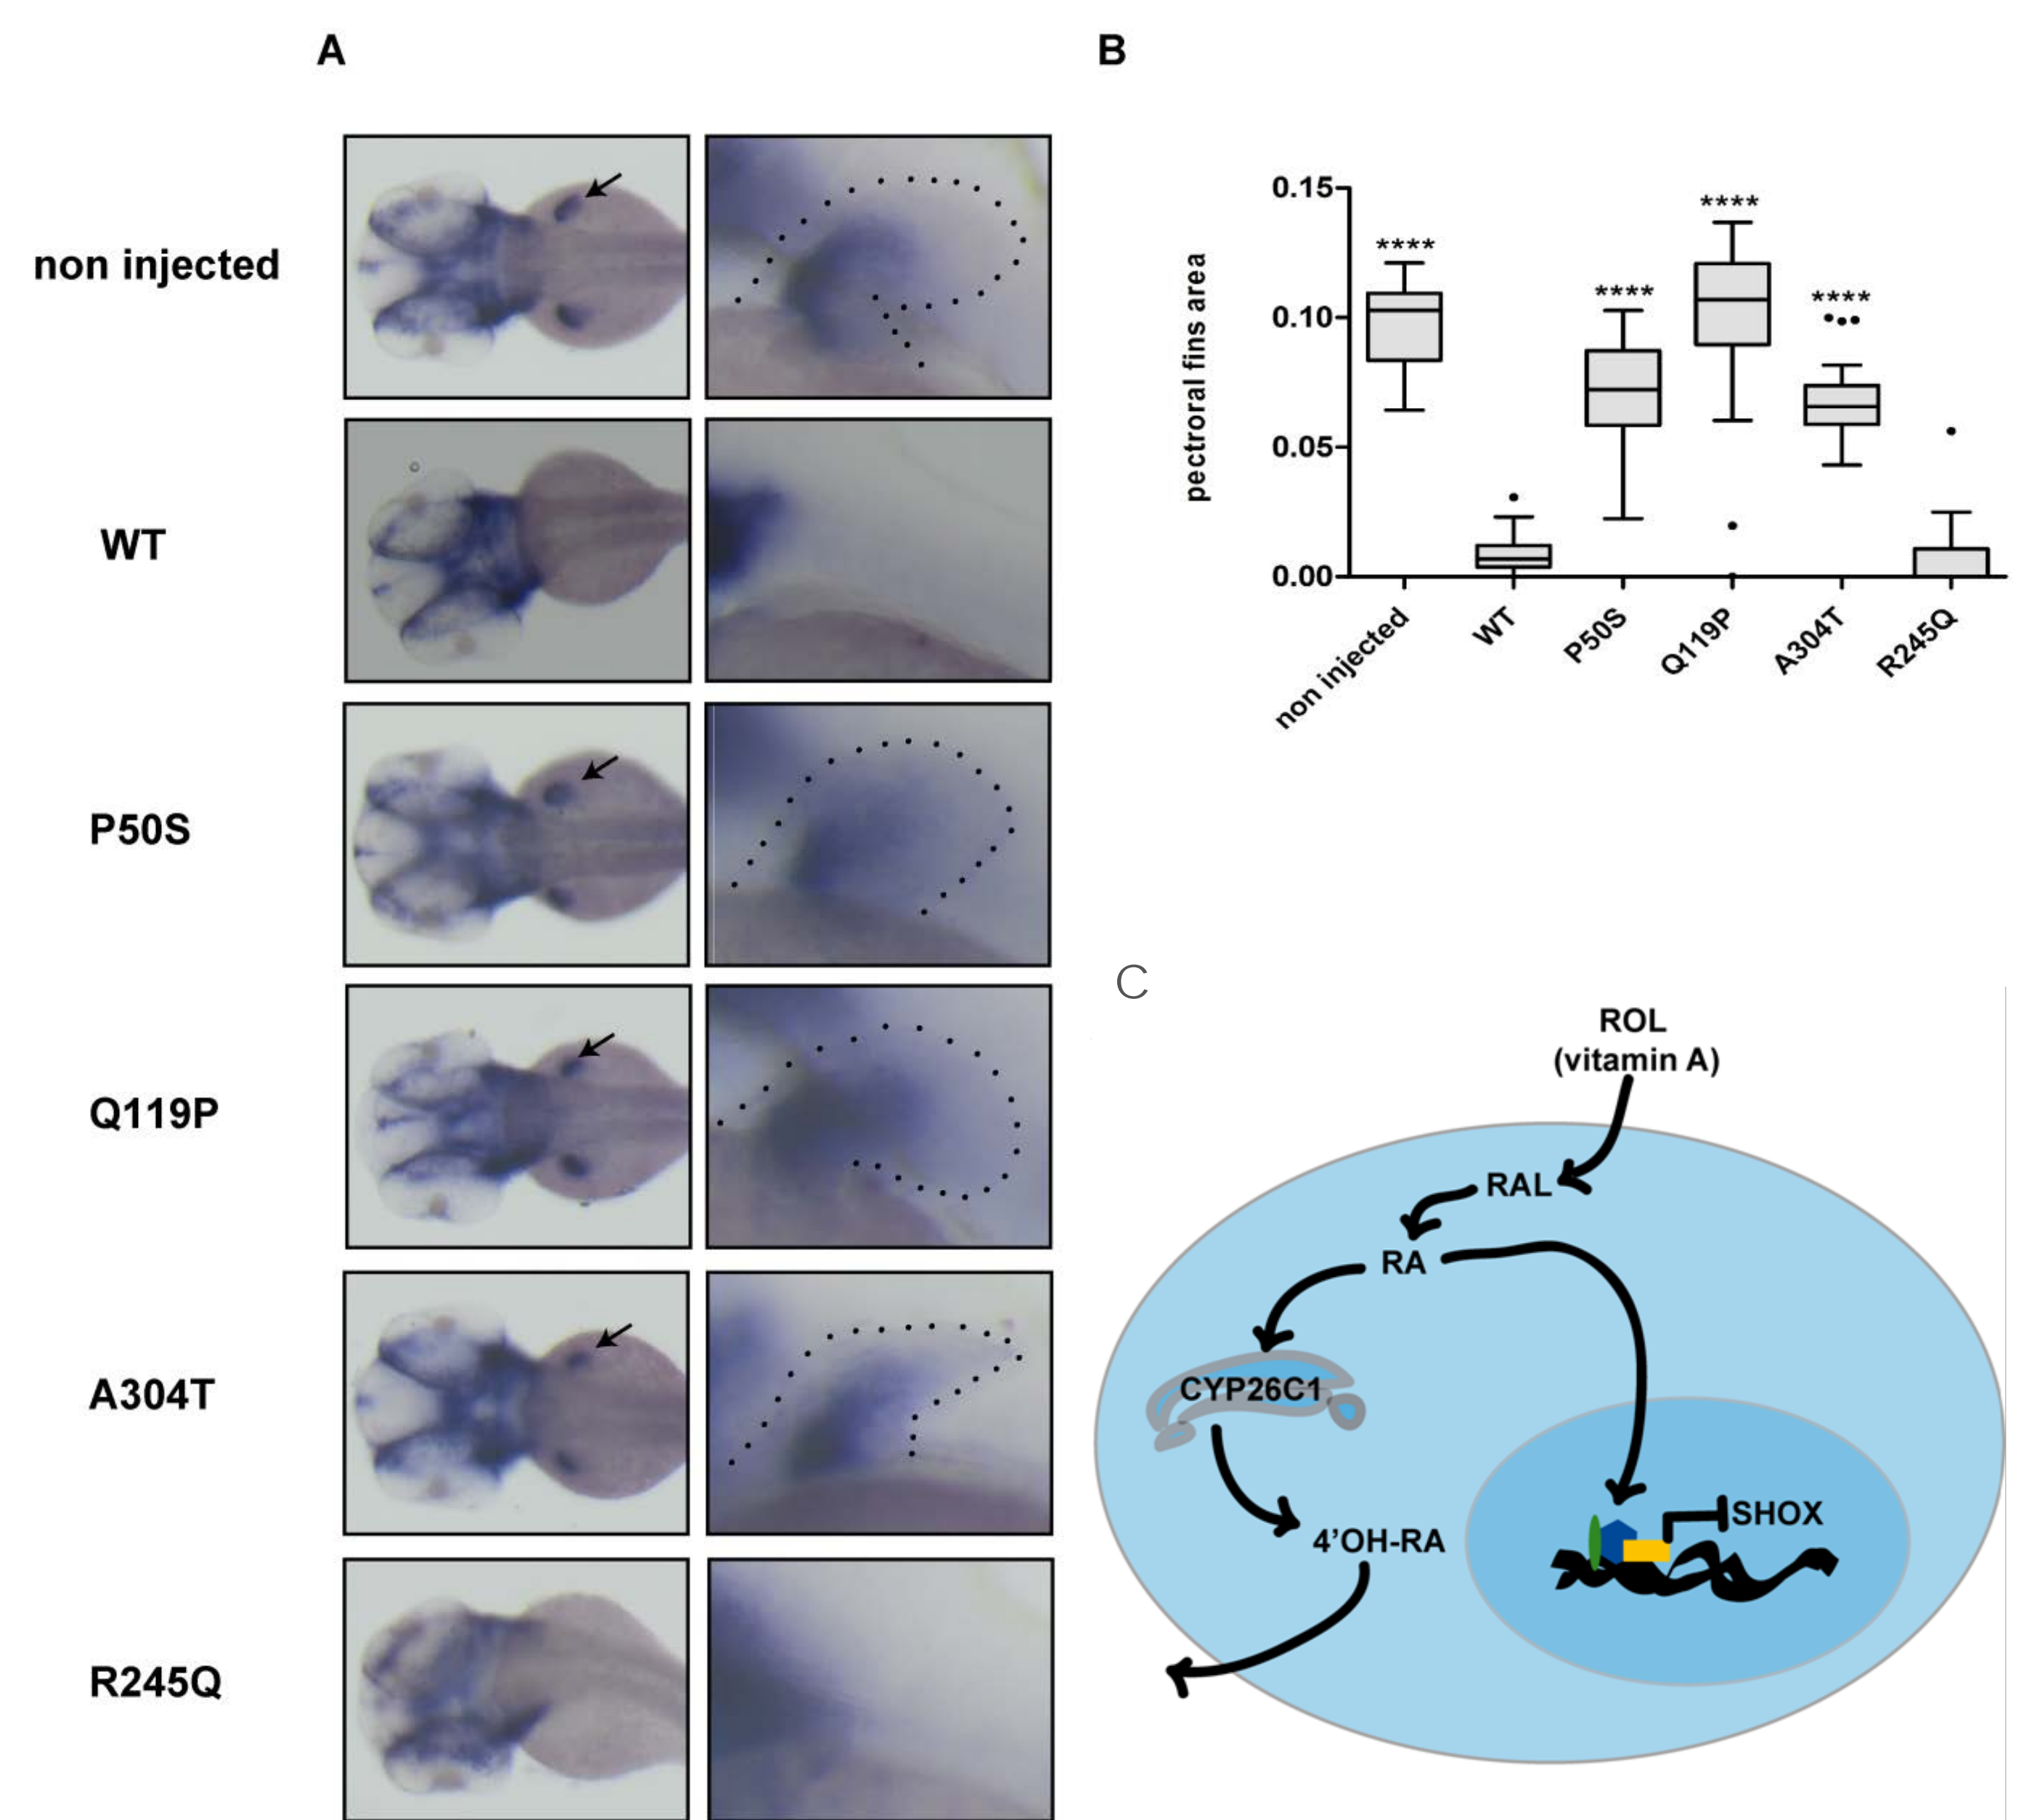 A
non injected
WT
P50S
Q119P
A304T
R245Q
B
pectroral fins area
0.15
0.10
0.05
0.00
****
****
****
****
non injected
WT
P50S
Q119P
A304T
R245Q
C
ROL
(vitamin A)
RAL
RA
CYP26C1
4’OH-RA
SHOX